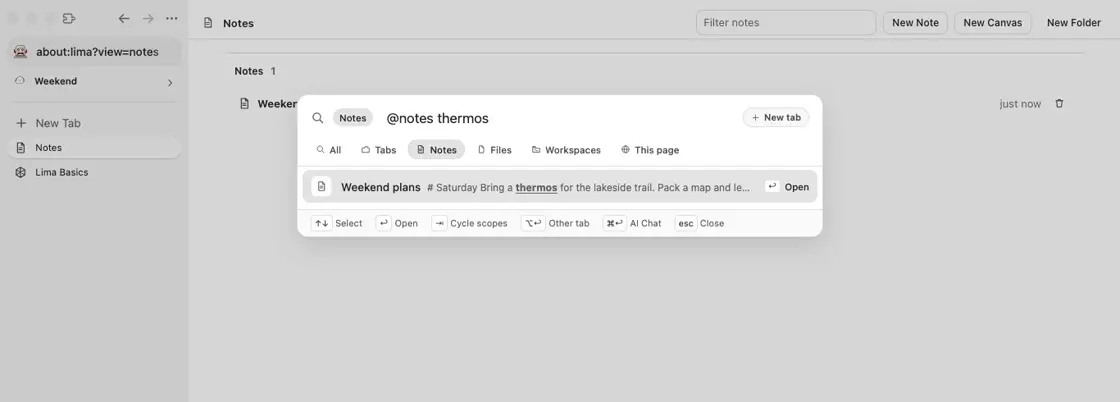 about:lima?view=notes
Weekend
New Tab
Notes
Lima Basics
Notes
Filter notes
New Note
New Canvas
New Folder
Notes 1
Weeken
just now
Notes
@notes thermos
+ New tab
All
Tabs
Notes
Files
Workspaces
This page
Weekend plans # Saturday Bring a thermos for the lakeside trail. Pack a map and le...
Open
Select
Open
Cycle scopes
Other tab
AI Chat
esc Close